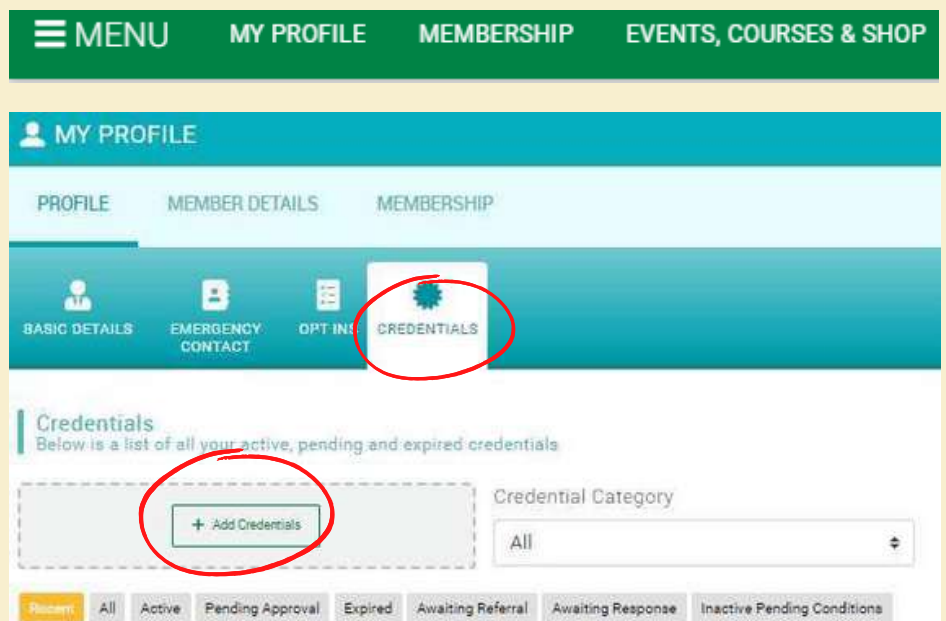 MENU MY PROFILE MEMBERSHIP EVENTS, COURSES & SHOP
MY PROFILE
PROFILE MEMBER DETAILS MEMBERSHIP
BASIC DETAILS EMERGENCY CONTACT OPT INS CREDENTIALS
Credentials
Below is a list of all your active, pending and expired credentials
Credential Category
+ Add Credentials
All
Recent All Active Pending Approval Expired Awaiting Referral Awaiting Response Inactive Pending Conditions